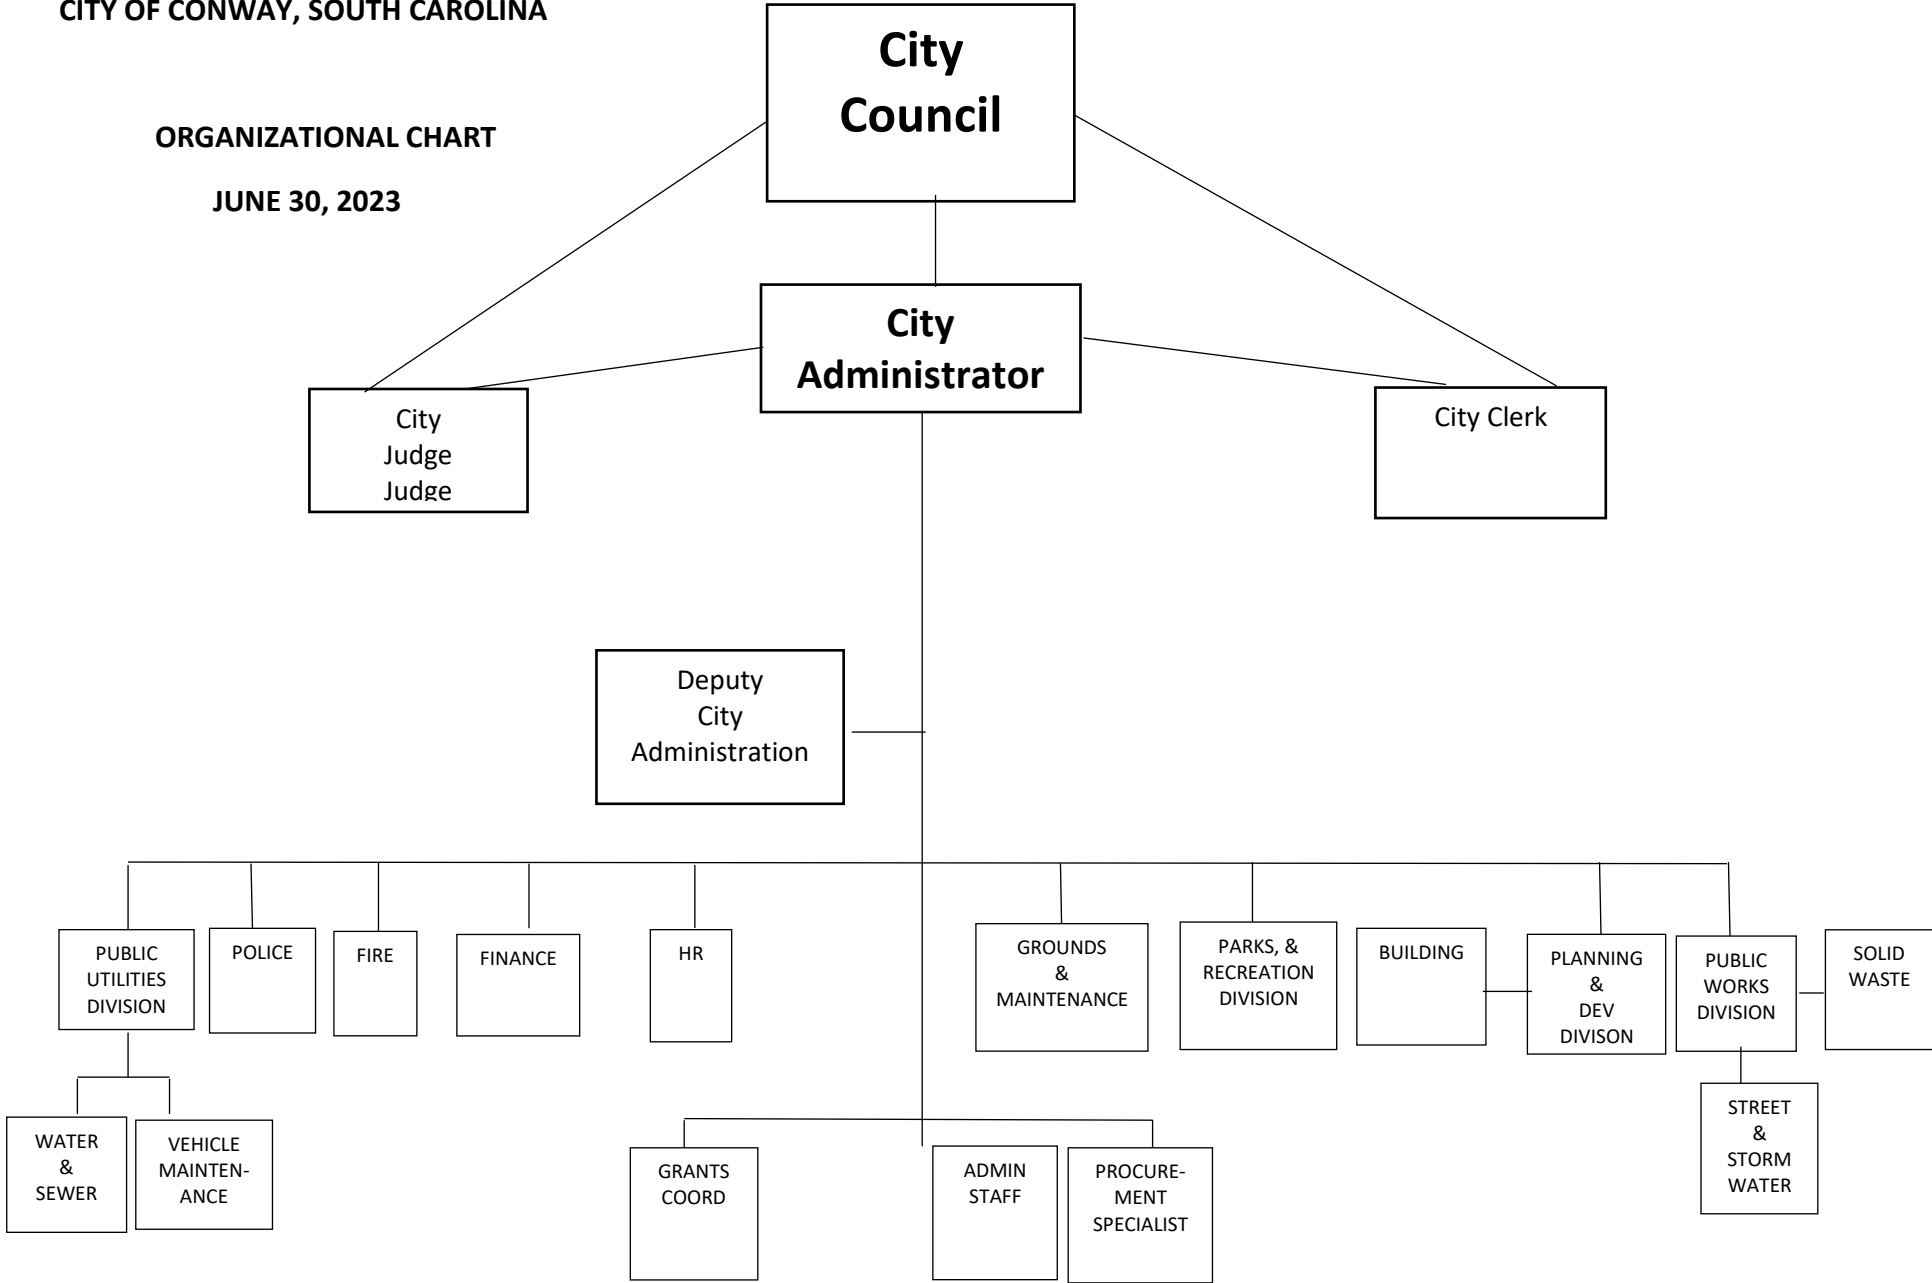 CITY OF CONWAY, SOUTH CAROLINA
ORGANIZATIONAL CHART
JUNE 30, 2023
City
Council
City
Administrator
City
Judge
Judge
City Clerk
Deputy
City
Administration
PUBLIC
UTILITIES
DIVISION
POLICE
FIRE
FINANCE
HR
GROUNDS
&
MAINTENANCE
PARKS, &
RECREATION
DIVISION
BUILDING
PLANNING
&
DEV
DIVISON
PUBLIC
WORKS
DIVISION
SOLID
WASTE
WATER
&
SEWER
VEHICLE
MAINTEN-
ANCE
GRANTS
COORD
ADMIN
STAFF
PROCURE-
MENT
SPECIALIST
STREET
&
STORM
WATER